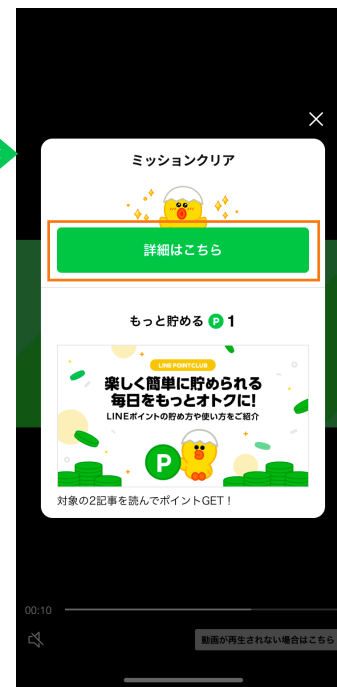 ミッションクリア
詳細はこちら
もっと貯める P 1
LINE POINT CLUB
楽しく簡単に貯められる
毎日をもっとオトクに!
LINEポイントの貯め方や使い方をご紹介
P
対象の2記事を読んでポイントGET！
00:10
動画が再生されない場合はこちら